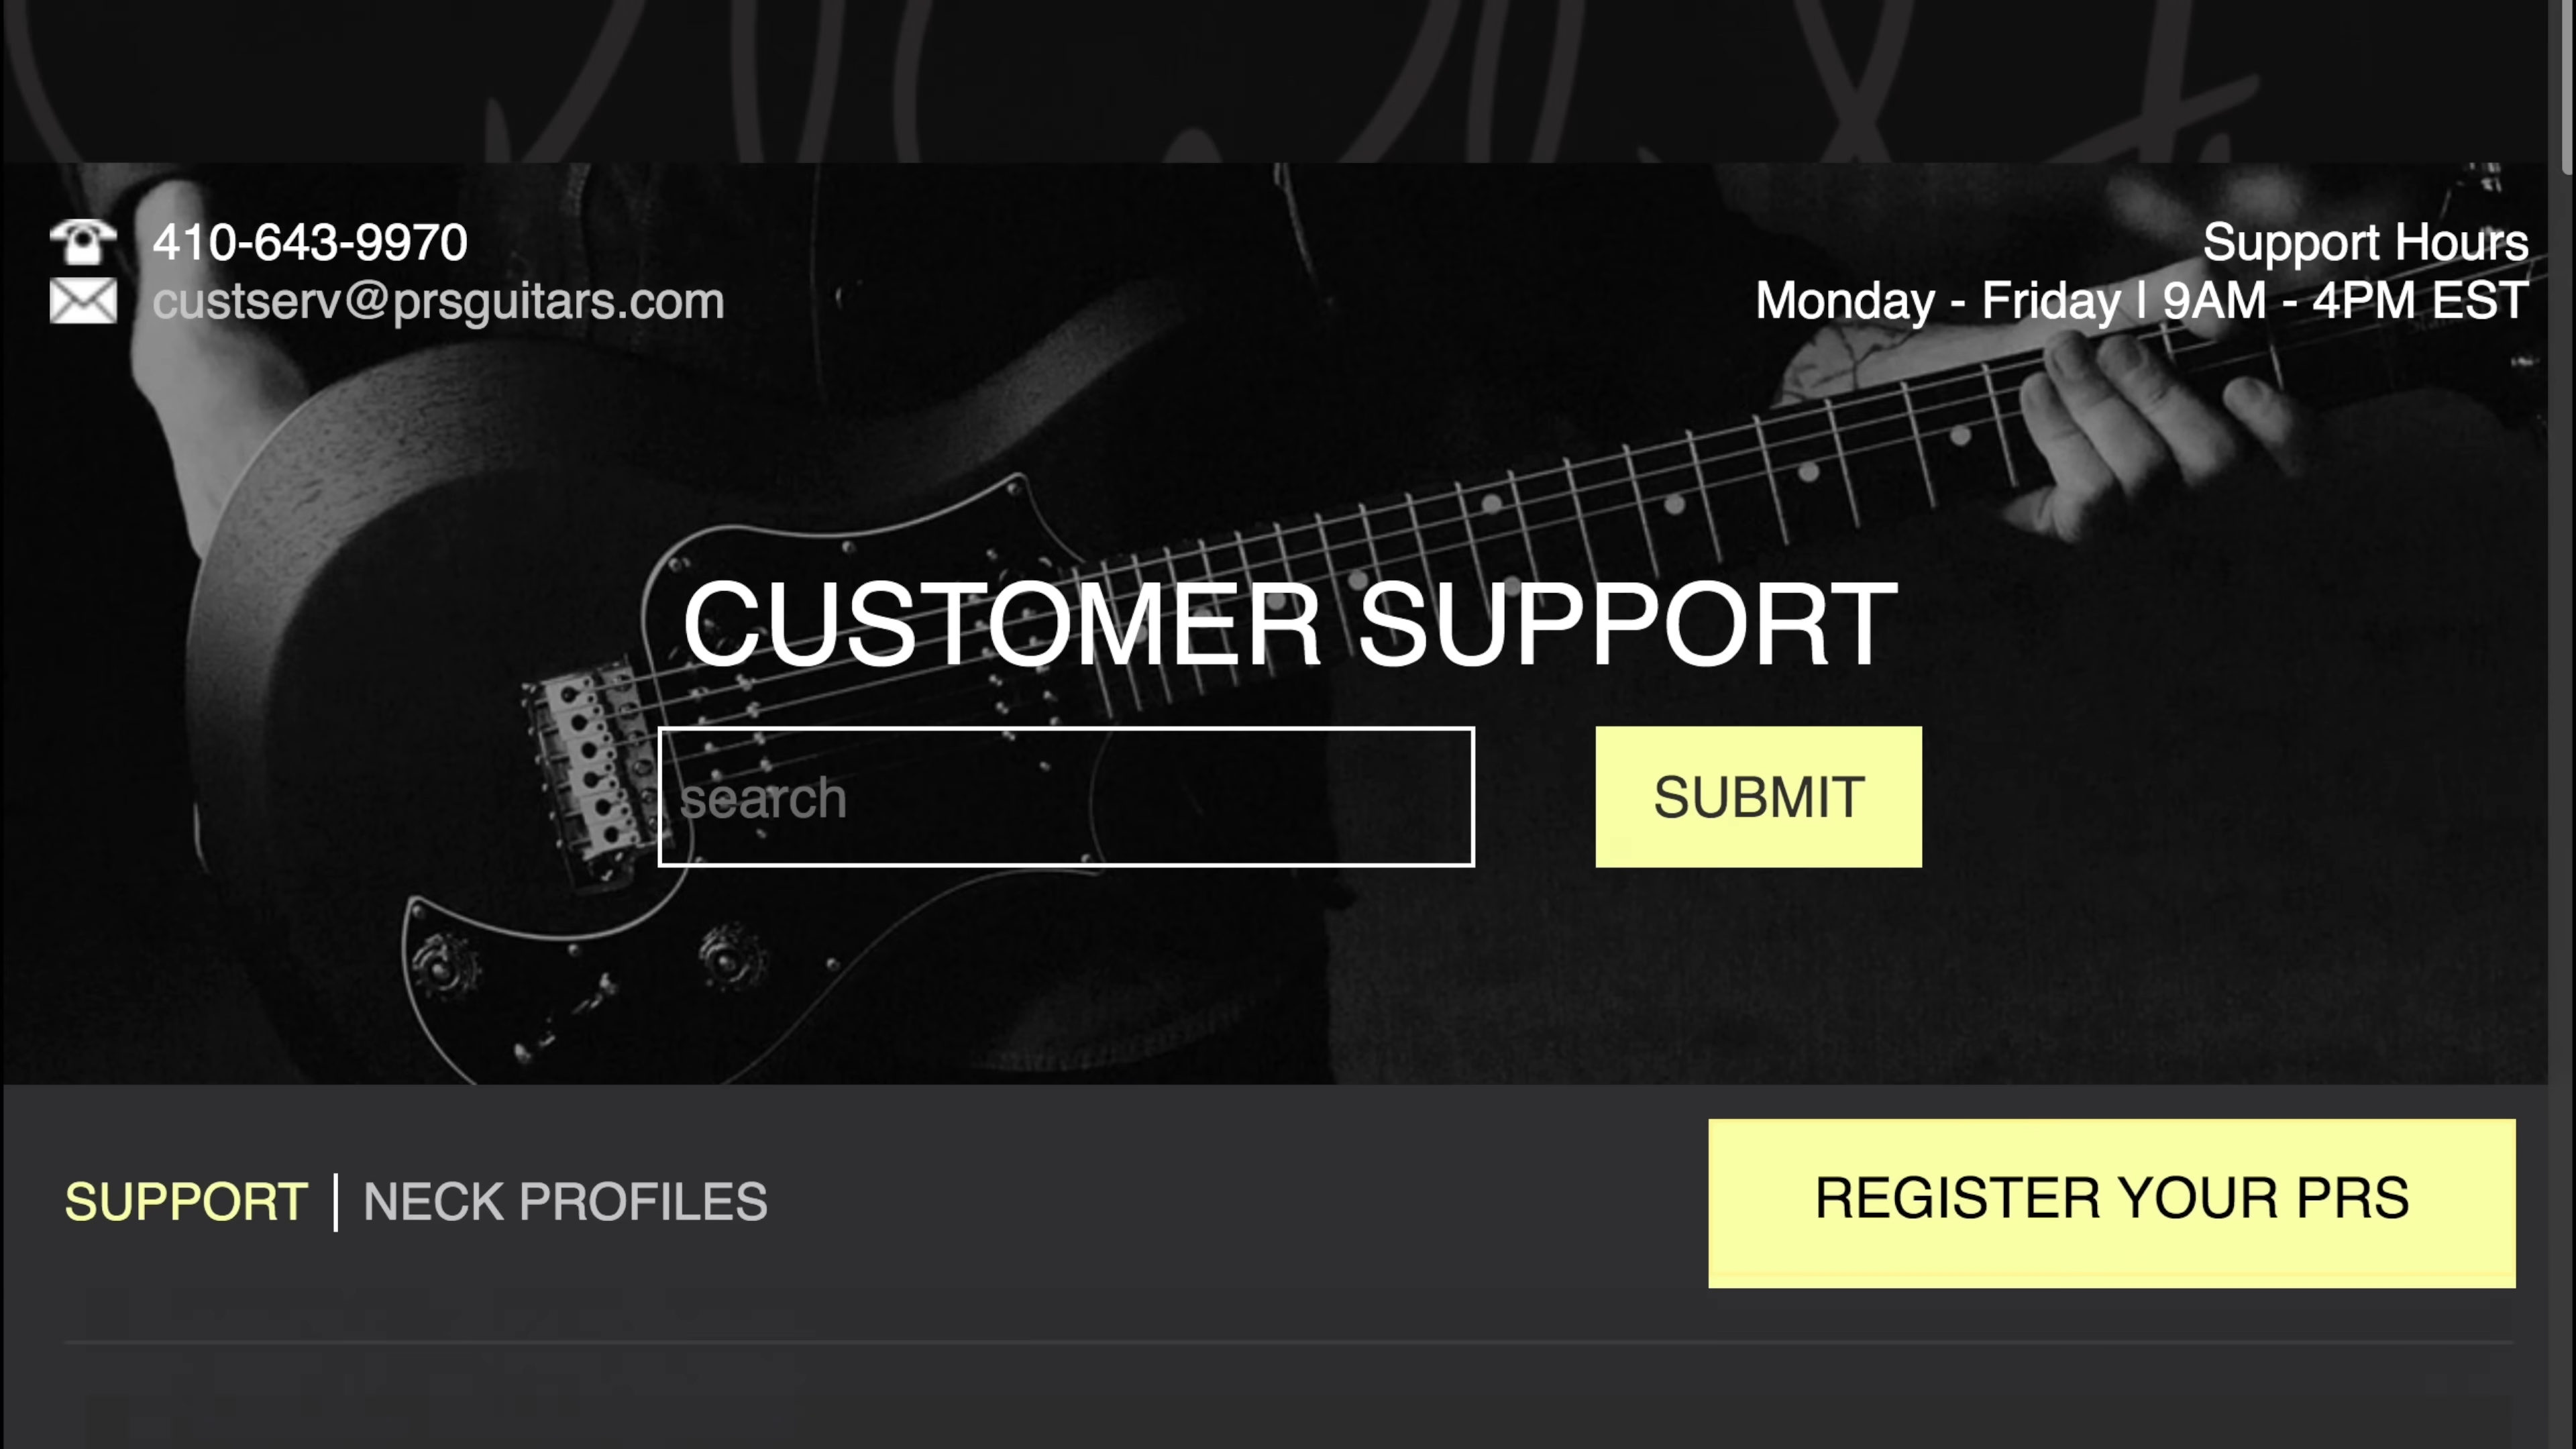 410-643-9970
custserv@prsguitars.com
Support Hours
Monday - Friday | 9AM - 4PM EST
CUSTOMER SUPPORT
search
SUBMIT
SUPPORT | NECK PROFILES
REGISTER YOUR PRS